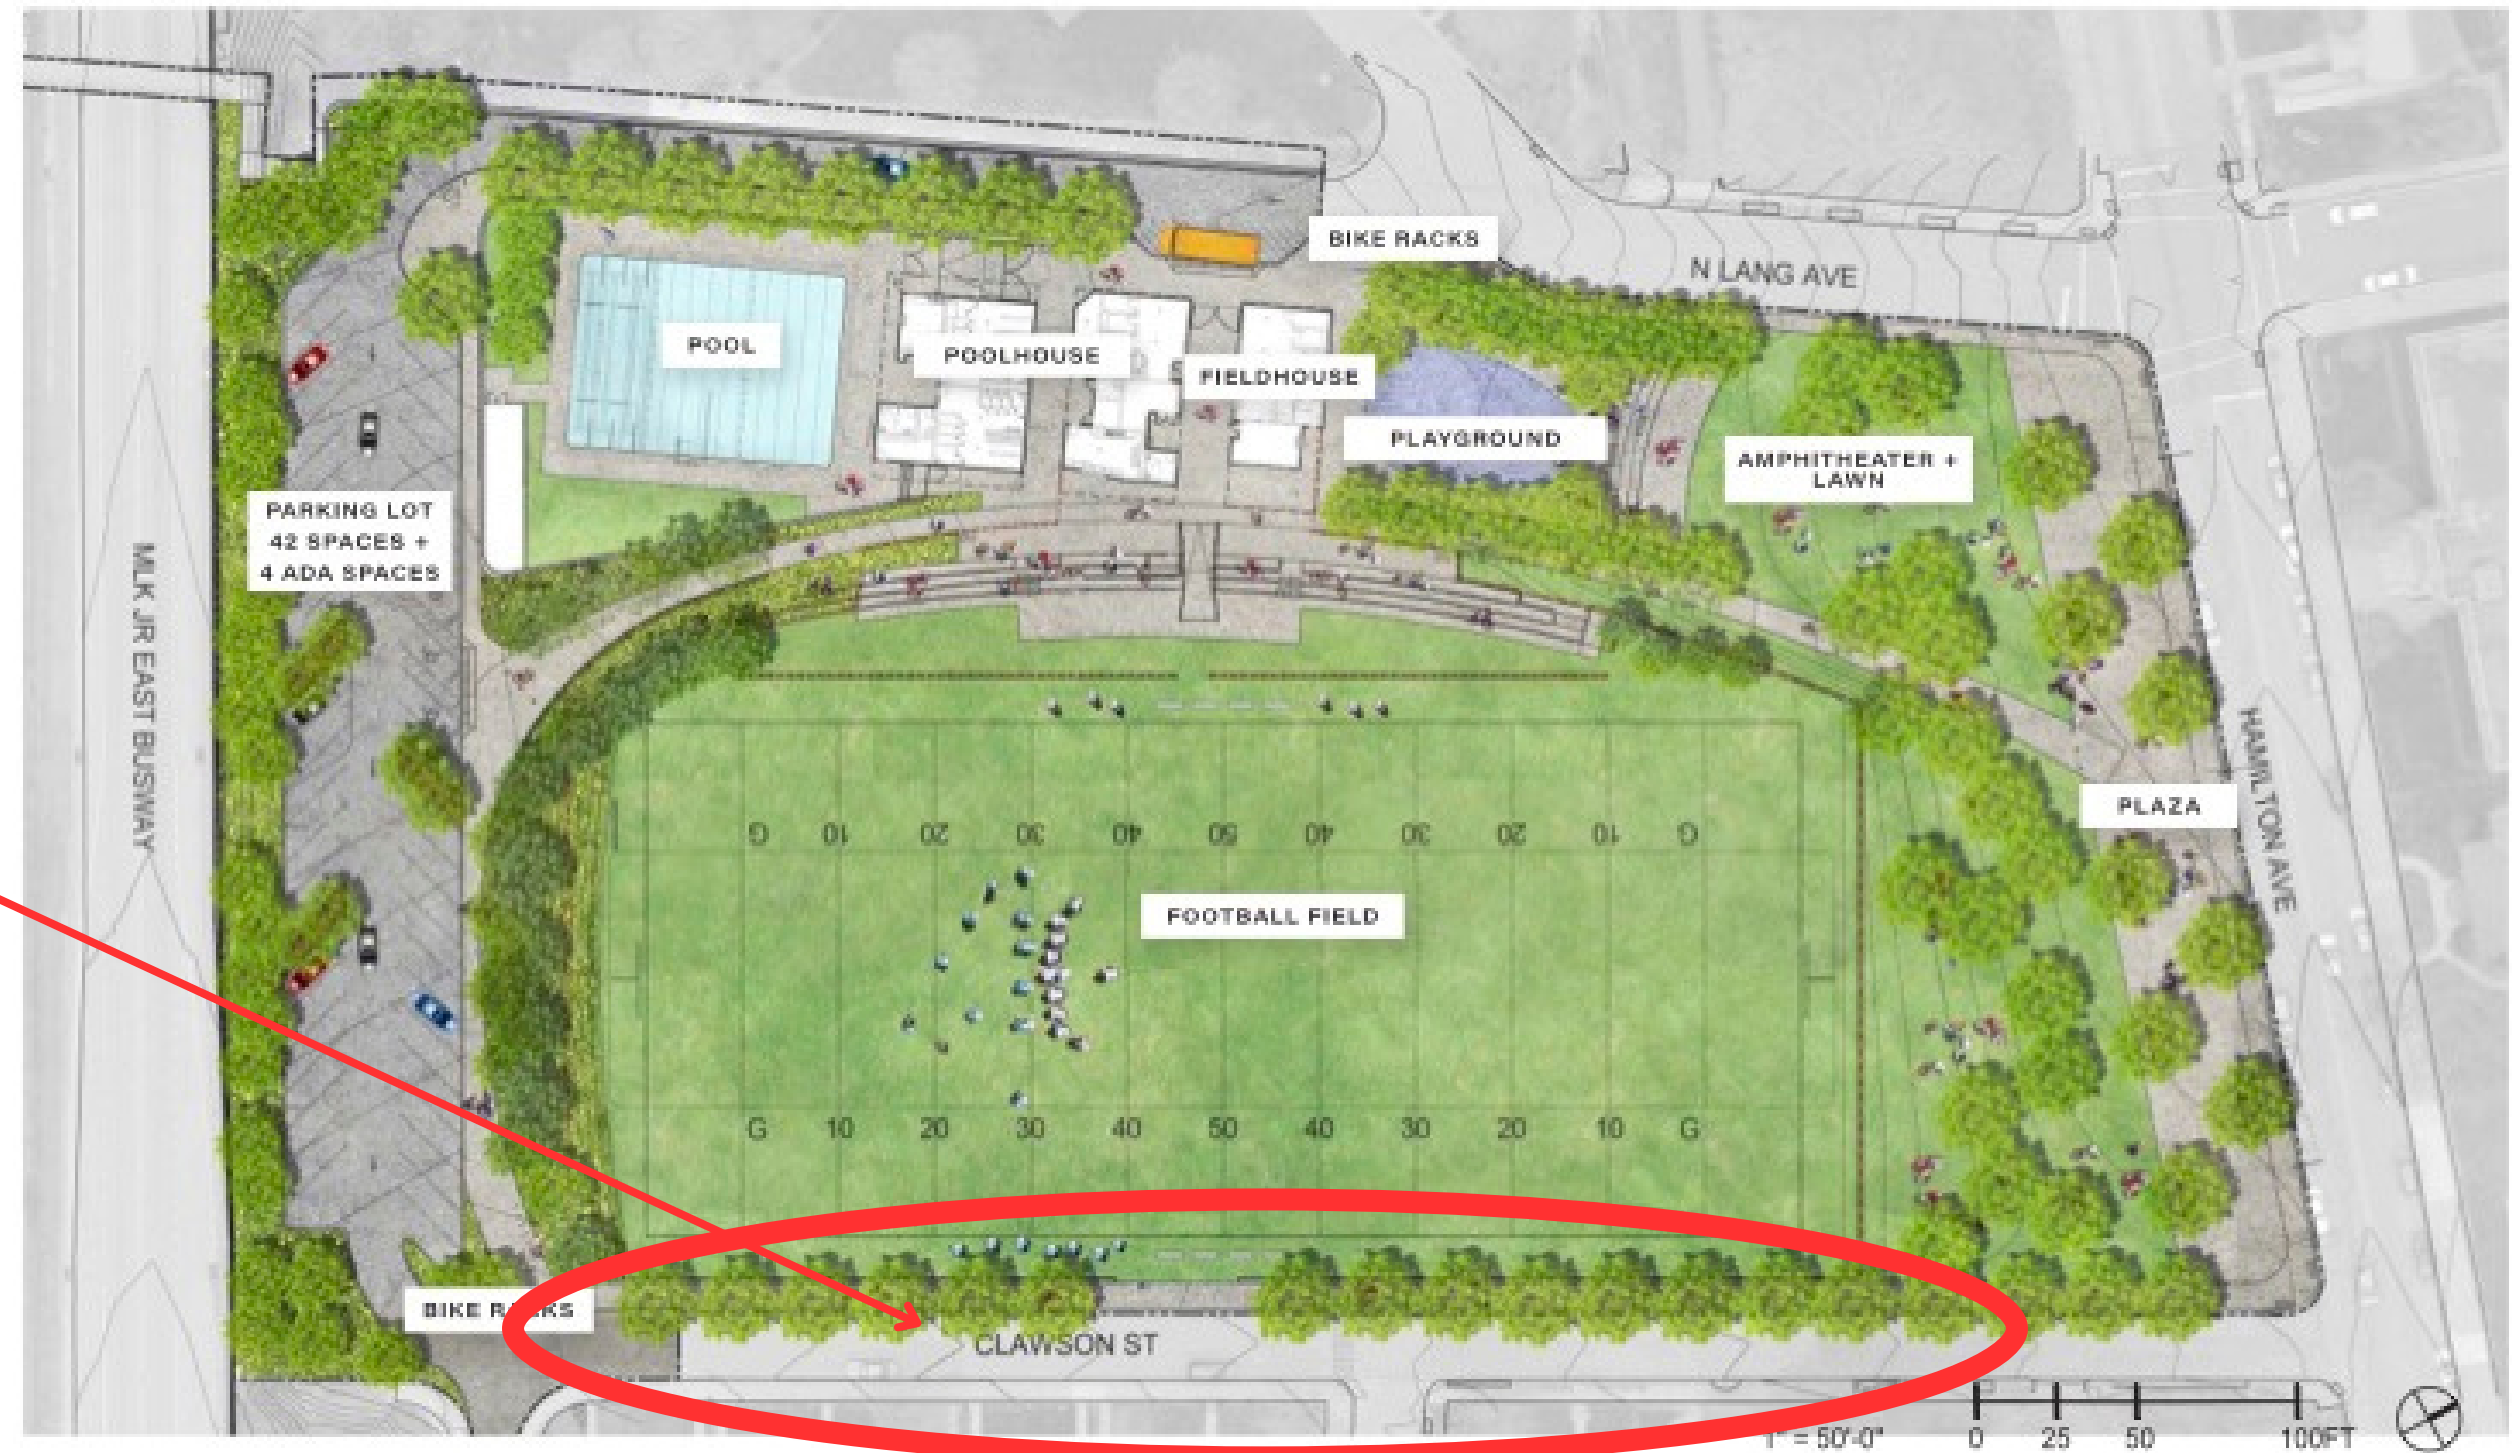 BIKE RACKS
N LANG AVE
POOL
POOLHOUSE
FIELDHOUSE
PLAYGROUND
AMPHITHEATER +
LAWN
PARKING LOT
42 SPACES +
4 ADA SPACES
MLK JR EAST BUSWAY
HAMILTON AVE
PLAZA
G 10 20 30 40 50 40 30 20 10 G
FOOTBALL FIELD
G 10 20 30 40 50 40 30 20 10 G
BIKE RACKS
CLAWSON ST
1" = 50'-0"
0 25 50 100FT